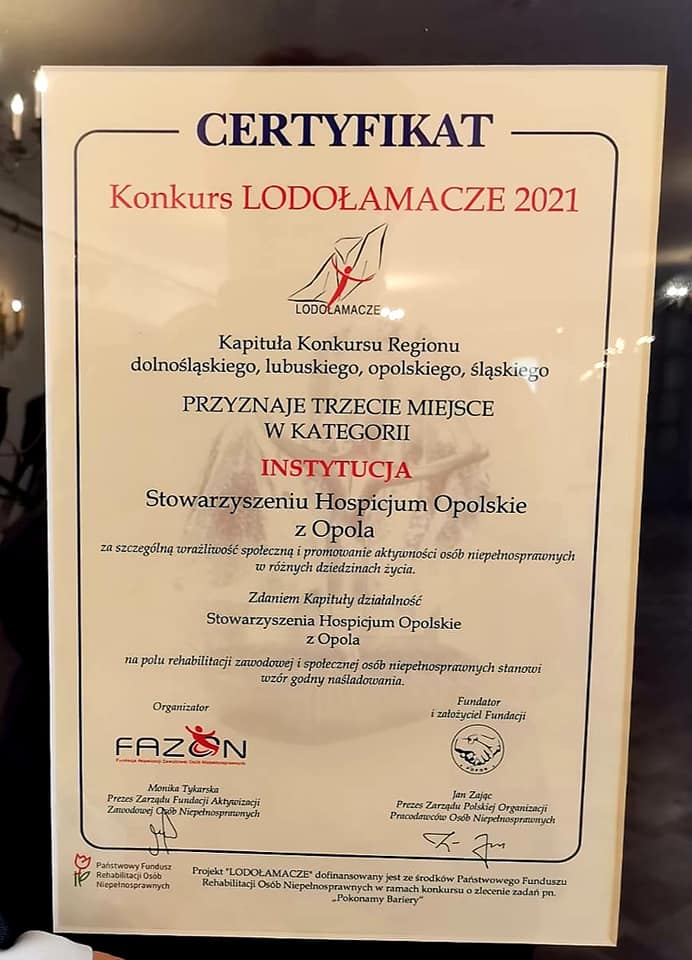 CERTYFIKAT
Konkurs LODOŁAMACZE 2021
LODOŁAMACZE
Kapituła Konkursu Regionu
dolnośląskiego, lubuskiego, opolskiego, śląskiego
PRZYZNAJE TRZECIE MIEJSCE
W KATEGORII
INSTYTUCJA
Stowarzyszeniu Hospicjum Opolskie
z Opola
za szczególną wrażliwość społeczną i promowanie aktywności osób niepełnosprawnych
w różnych dziedzinach życia.
Zdaniem Kapituły działalność
Stowarzyszenia Hospicjum Opolskie
z Opola
na polu rehabilitacji zawodowej i społecznej osób niepełnosprawnych stanowi
wzór godny naśladowania.
Organizator
FAZON
Fundacja Aktywizacji Zawodowej Osób Niepełnosprawnych
Monika Tykarska
Prezes Zarządu Fundacji Aktywizacji
Zawodowej Osób Niepełnosprawnych
Fundator
i założyciel Fundacji
Jan Zając
Prezes Zarządu Polskiej Organizacji
Pracodawców Osób Niepełnosprawnych
Państwowy Fundusz
Rehabilitacji Osób
Niepełnosprawnych
Projekt "LODOŁAMACZE" dofinansowany jest ze środków Państwowego Funduszu
Rehabilitacji Osób Niepełnosprawnych w ramach konkursu o zlecenie zadań pn.
„Pokonamy Bariery"